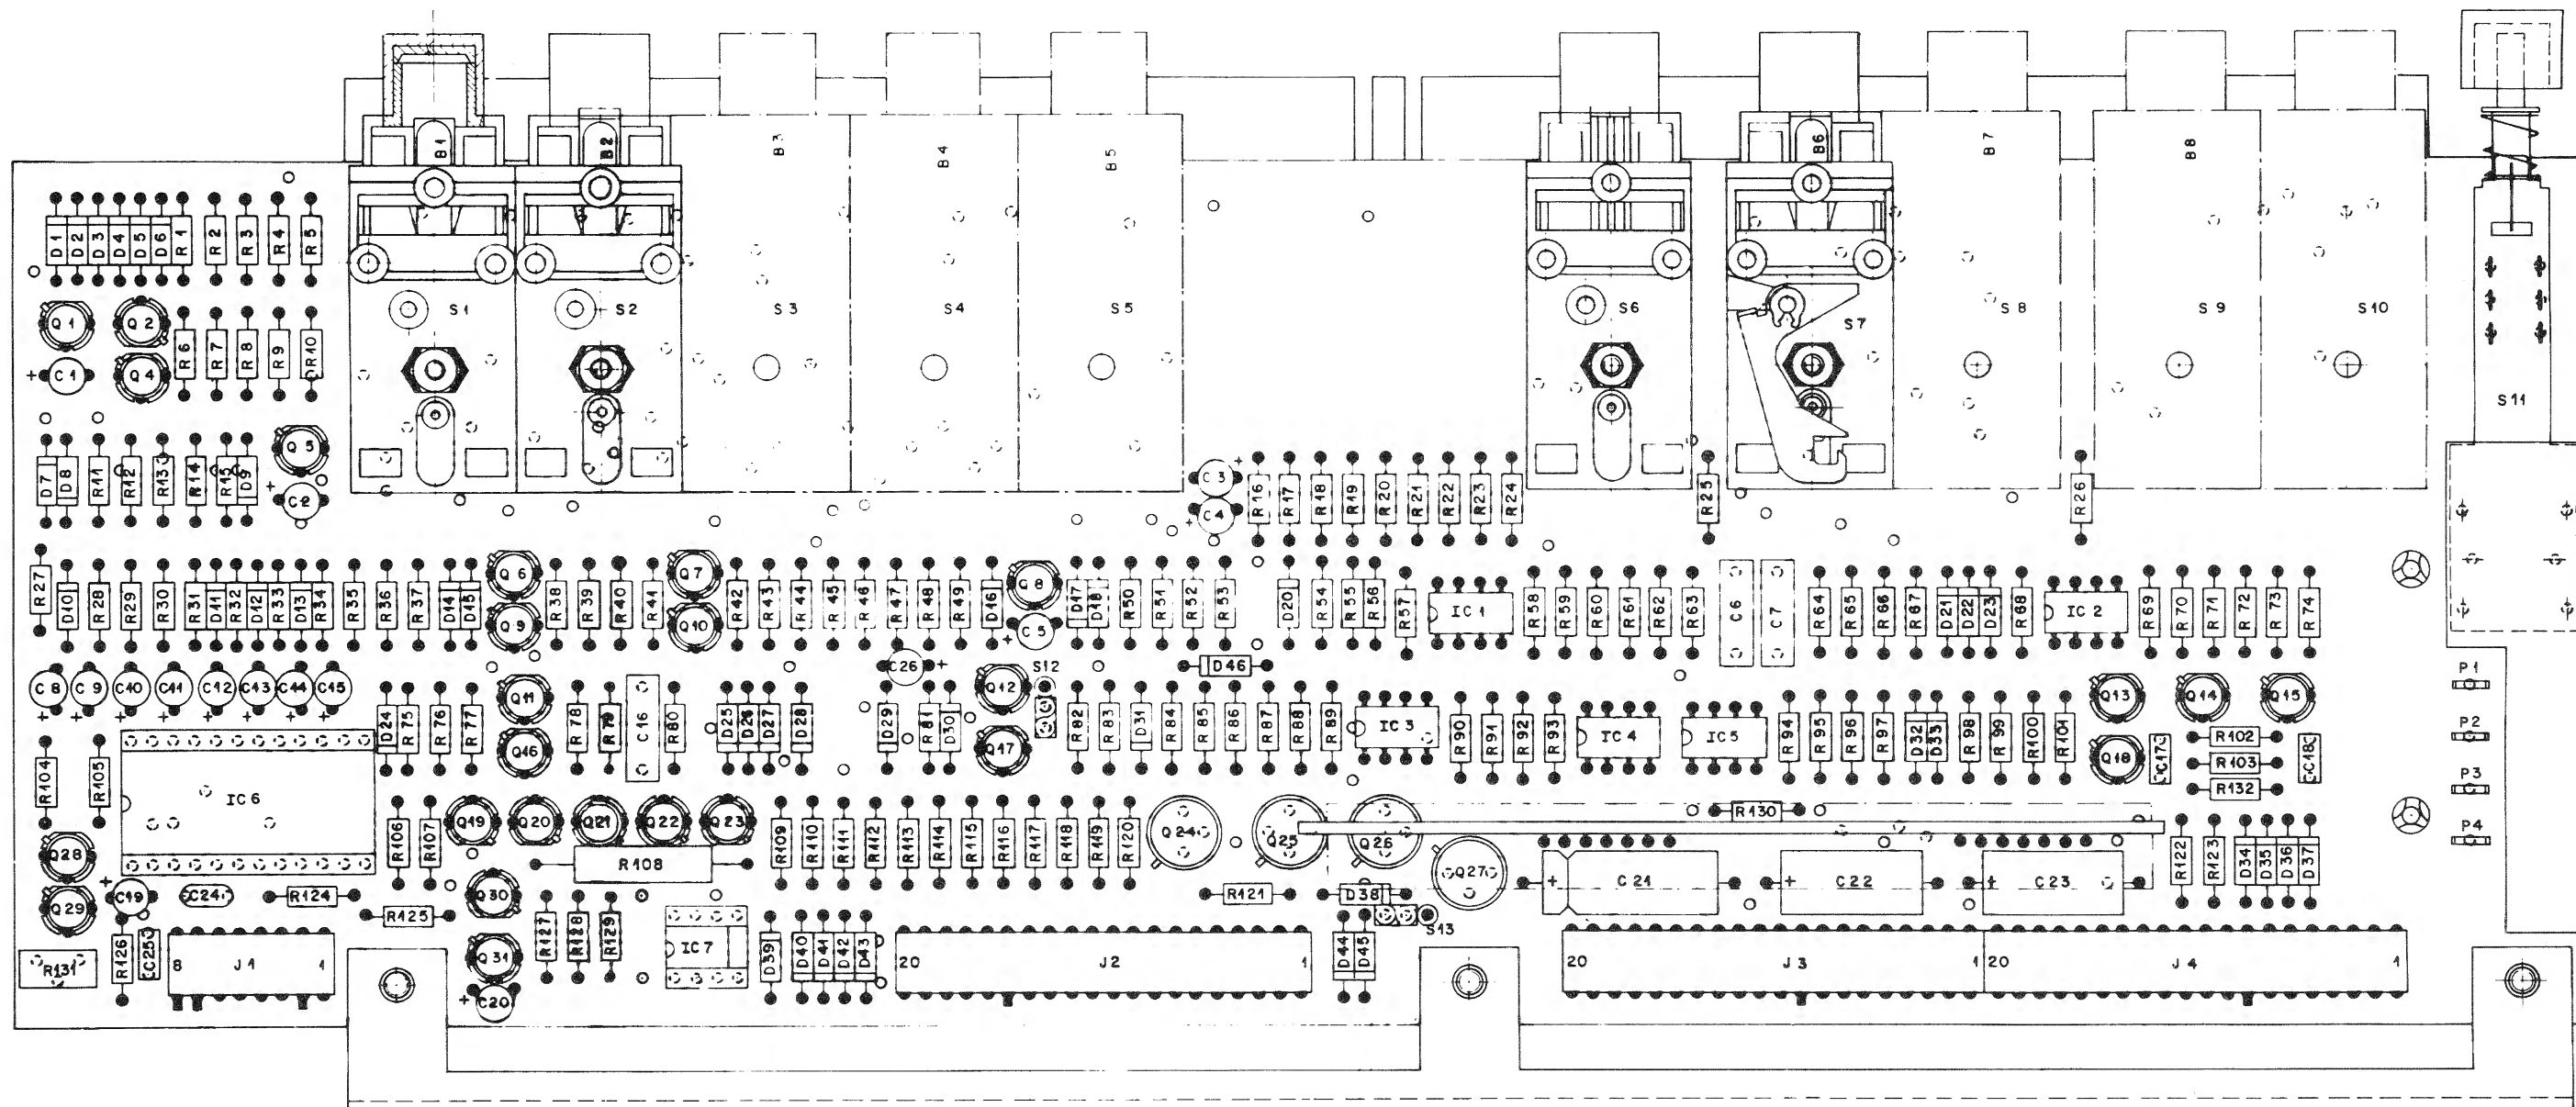 B1 B2 B3 B4 B5 B6 B7 B8
D1 D2 D3 D4 D5 D6 R1 R2 R3 R4 R5
S1 S2 S3 S4 S5 S6 S7 S8 S9 S10
Q1 Q2 R6 R7 R8 R9 R10
+ C1 Q4
S11
D7 D8 R11 R12 R13 R14 R15 D9 Q3
+ C2
C3 + R16 R17 R18 R19 R20 R21 R22 R23 R24 R25 R26
+ C4
R27 D10 R28 R29 R30 R31 D11 R32 D12 R33 D13 R34 R35 R36 R37 D14 D15 Q6 R38 R39 R40 R41 Q7 R42 R43 R44 R45 R46 R47 R48 R49 D16 Q8 D17 D18 R50 R51 R52 R53 D20 R54 R55 R56 R57 IC1 R58 R59 R60 R61 R62 R63 C6 C7 R64 R65 R66 R67 D21 D22 D23 R68 IC2 R69 R70 R71 R72 R73 R74
Q9 Q10 + C5
C8 C9 C10 C11 C12 C13 C14 C15
+ + + + + + + +
C26 + S12 D46 P1
D24 R75 R76 R77 Q11 R78 R79 C16 R80 D25 D26 D27 D28 D29 R81 D30 Q12 R82 R83 D31 R84 R85 R86 R87 R88 R89 IC3 R90 R91 R92 R93 IC4 IC5 R94 R95 R96 R97 D32 D33 R98 R99 R100 R101 Q13 Q14 Q15
Q16 Q17 Q18 C17 R102 C18 P2
R103 P3
R132
R104 R105 IC6
R106 R107 Q19 Q20 Q21 Q22 Q23 R109 R110 R111 R112 R113 R114 R115 R116 R117 R118 R119 R120 Q24 Q25 Q26 R130 P4
Q28 R108 Q27 + C21 + C22 + C23 R122 R123 D34 D35 D36 D37
Q29 + C19 C24 R124 Q30 R121 D38
R125 S13
R131 R126 C25 8 J1 1 Q31 R127 R128 R129 IC7 D39 D40 D41 D42 D43 20 J2 1 D44 D45 20 J3 1 20 J4 1
+ C20